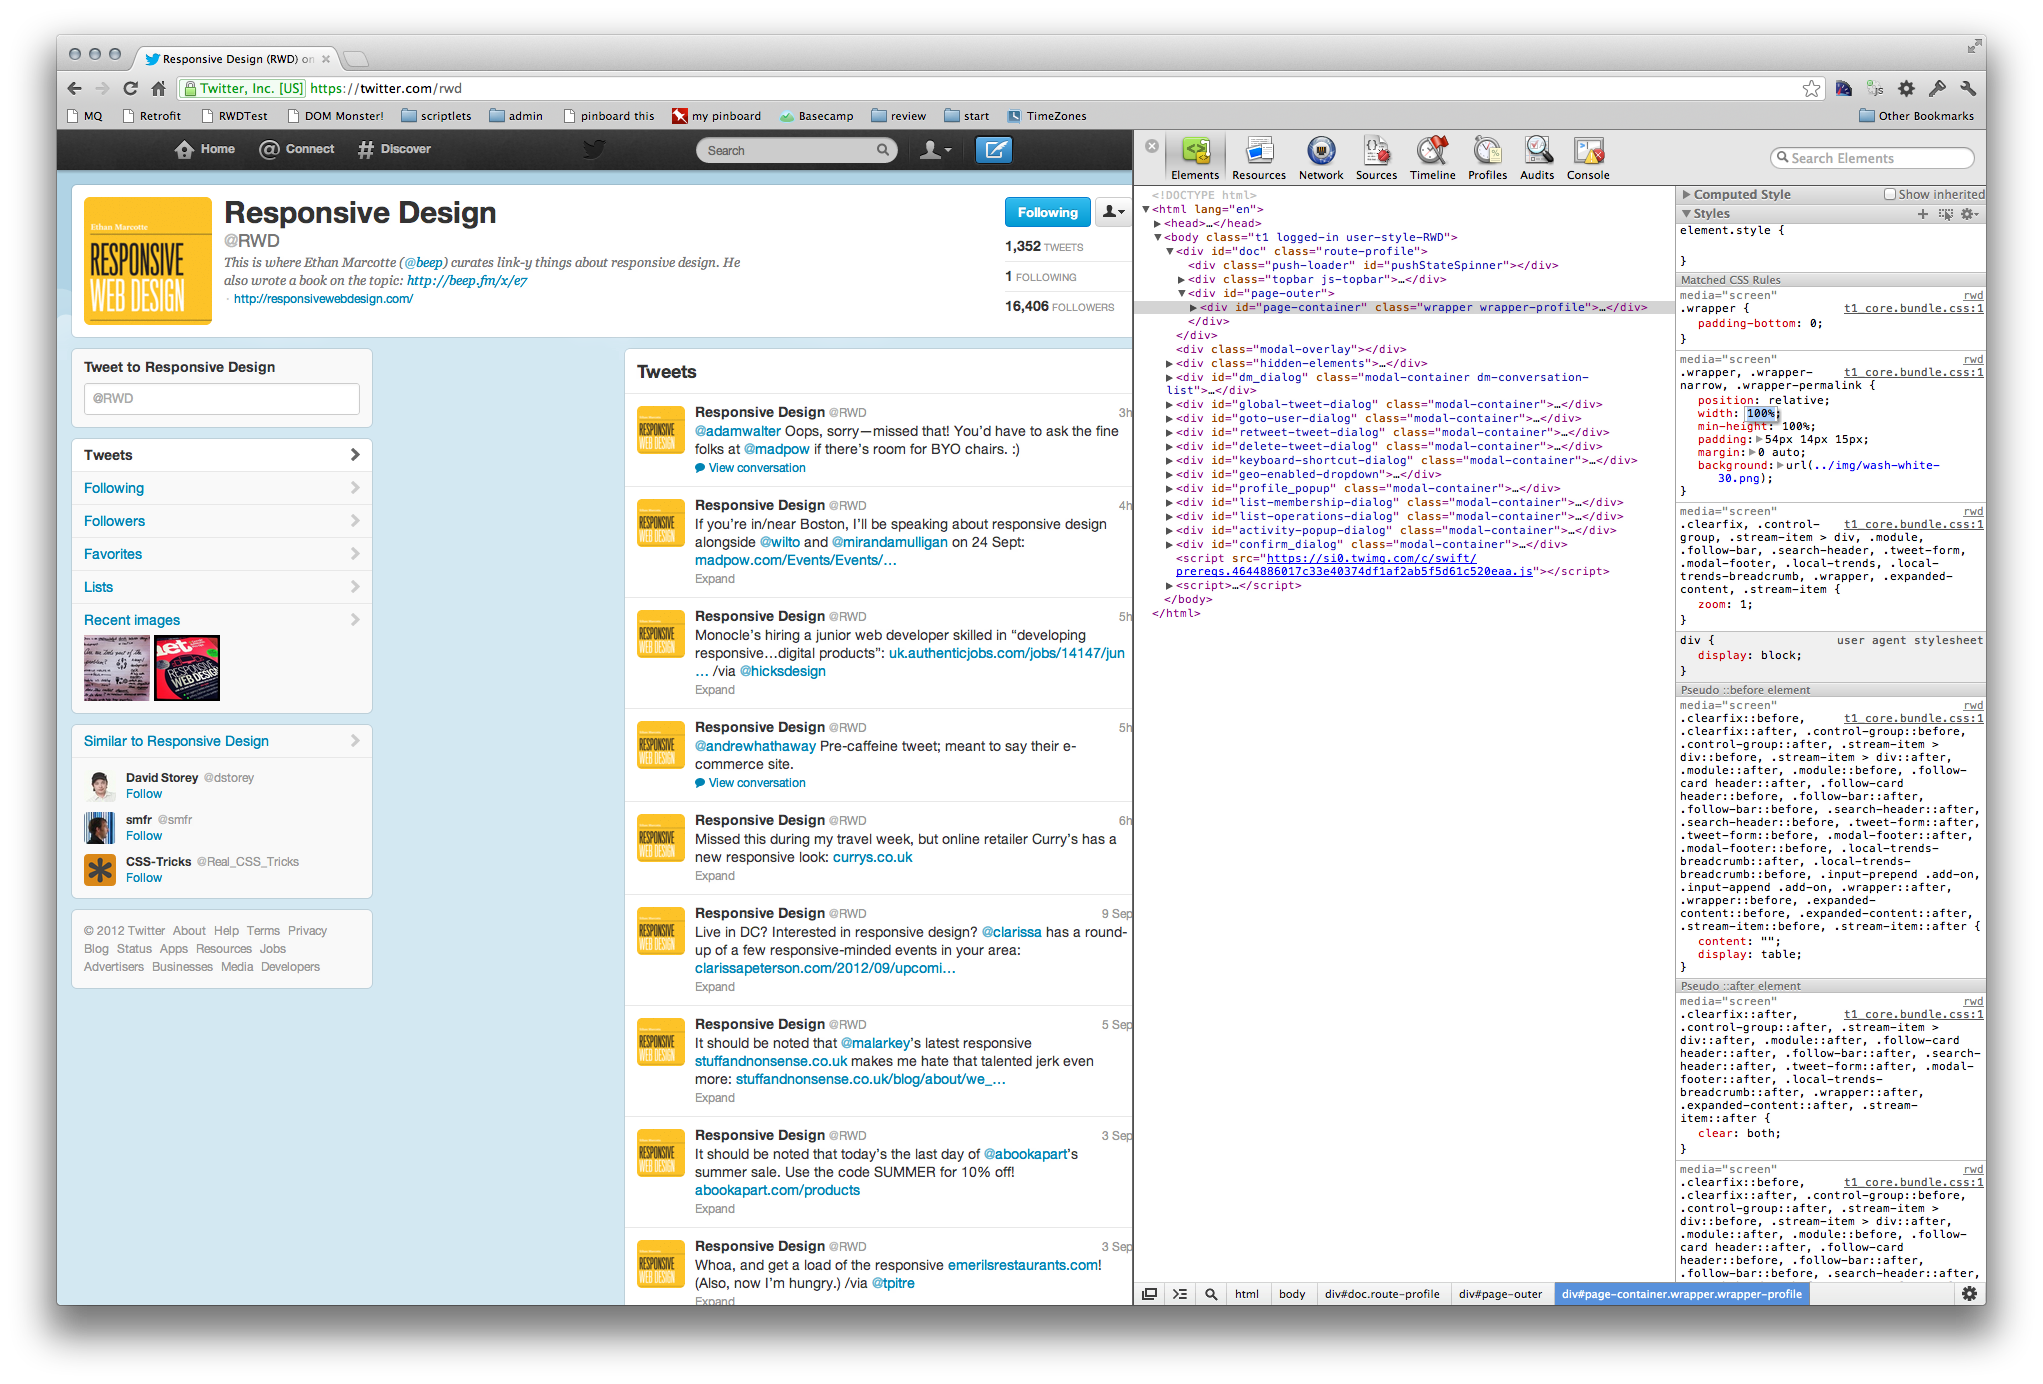 Responsive Design (RWD) on
Twitter, Inc. [US] https://twitter.com/rwd
MQ Retrofit RWDTest DOM Monster! scriptlets admin pinboard this my pinboard Basecamp review start TimeZones Other Bookmarks
Home @ Connect # Discover Search
Responsive Design
@RWD
This is where Ethan Marcotte (@beep) curates link-y things about responsive design. He
also wrote a book on the topic: http://beep.fm/x/e7
· http://responsivewebdesign.com/
Ethan Marcotte
RESPONSIVE
WEB DESIGN
Following
1,352 TWEETS
1 FOLLOWING
16,406 FOLLOWERS
Tweet to Responsive Design
@RWD
Tweets
Following
Followers
Favorites
Lists
Recent images
Similar to Responsive Design
David Storey @dstorey
Follow
smfr @smfr
Follow
CSS-Tricks @Real_CSS_Tricks
Follow
© 2012 Twitter About Help Terms Privacy
Blog Status Apps Resources Jobs
Advertisers Businesses Media Developers
Tweets
Responsive Design @RWD 3h
@adamwalter Oops, sorry—missed that! You’d have to ask the fine
folks at @madpow if there’s room for BYO chairs. :)
View conversation
Responsive Design @RWD 4h
If you’re in/near Boston, I’ll be speaking about responsive design
alongside @wilto and @mirandamulligan on 24 Sept:
madpow.com/Events/Events/…
Expand
Responsive Design @RWD 5h
Monocle’s hiring a junior web developer skilled in “developing
responsive…digital products”: uk.authenticjobs.com/jobs/14147/jun
… /via @hicksdesign
Expand
Responsive Design @RWD 5h
@andrewhathaway Pre-caffeine tweet; meant to say their e-
commerce site.
View conversation
Responsive Design @RWD 6h
Missed this during my travel week, but online retailer Curry’s has a
new responsive look: currys.co.uk
Expand
Responsive Design @RWD 9 Sep
Live in DC? Interested in responsive design? @clarissa has a round-
up of a few responsive-minded events in your area:
clarissapeterson.com/2012/09/upcomi…
Expand
Responsive Design @RWD 5 Sep
It should be noted that @malarkey’s latest responsive
stuffandnonsense.co.uk makes me hate that talented jerk even
more: stuffandnonsense.co.uk/blog/about/we_…
Expand
Responsive Design @RWD 3 Sep
It should be noted that today’s the last day of @abookapart’s
summer sale. Use the code SUMMER for 10% off!
abookapart.com/products
Expand
Responsive Design @RWD 3 Sep
Whoa, and get a load of the responsive emerilsrestaurants.com!
(Also, now I’m hungry.) /via @tpitre
Expand
Elements Resources Network Sources Timeline Profiles Audits Console Search Elements
<!DOCTYPE html>
<html lang="en">
<head>…</head>
<body class="t1 logged-in user-style-RWD">
<div id="doc" class="route-profile">
<div class="push-loader" id="pushStateSpinner"></div>
<div class="topbar js-topbar">…</div>
<div id="page-outer">
<div id="page-container" class="wrapper wrapper-profile">…</div>
</div>
</div>
<div class="modal-overlay"></div>
<div class="hidden-elements">…</div>
<div id="dm_dialog" class="modal-container dm-conversation-
list">…</div>
<div id="global-tweet-dialog" class="modal-container">…</div>
<div id="goto-user-dialog" class="modal-container">…</div>
<div id="retweet-tweet-dialog" class="modal-container">…</div>
<div id="delete-tweet-dialog" class="modal-container">…</div>
<div id="keyboard-shortcut-dialog" class="modal-container">…</div>
<div id="geo-enabled-dropdown">…</div>
<div id="profile_popup" class="modal-container">…</div>
<div id="list-membership-dialog" class="modal-container">…</div>
<div id="list-operations-dialog" class="modal-container">…</div>
<div id="activity-popup-dialog" class="modal-container">…</div>
<div id="confirm_dialog" class="modal-container">…</div>
<script src="https://si0.twimg.com/c/swift/
prereqs.4644886017c33e40374df1af2ab5f5d61c520eaa.js"></script>
<script>…</script>
</body>
</html>
Computed Style Show inherited
Styles
element.style {
}
Matched CSS Rules
media="screen" rwd
.wrapper { t1_core.bundle.css:1
padding-bottom: 0;
}
media="screen" rwd
.wrapper, .wrapper- t1_core.bundle.css:1
narrow, .wrapper-permalink {
position: relative;
width: 100%;
min-height: 100%;
padding: 54px 14px 15px;
margin: 0 auto;
background: url(../img/wash-white-
30.png);
}
media="screen" rwd
.clearfix, .control- t1_core.bundle.css:1
group, .stream-item > div, .module,
.follow-bar, .search-header, .tweet-form,
.modal-footer, .local-trends, .local-
trends-breadcrumb, .wrapper, .expanded-
content, .stream-item {
zoom: 1;
}
div { user agent stylesheet
display: block;
}
Pseudo ::before element
media="screen" rwd
.clearfix::before, t1_core.bundle.css:1
.clearfix::after, .control-group::before,
.control-group::after, .stream-item >
div::before, .stream-item > div::after,
.module::after, .module::before, .follow-
card header::after, .follow-card
header::before, .follow-bar::after,
.follow-bar::before, .search-header::after,
.search-header::before, .tweet-form::after,
.tweet-form::before, .modal-footer::after,
.modal-footer::before, .local-trends-
breadcrumb::after, .local-trends-
breadcrumb::before, .input-prepend .add-on,
.input-append .add-on, .wrapper::after,
.wrapper::before, .expanded-
content::before, .expanded-content::after,
.stream-item::before, .stream-item::after {
content: "";
display: table;
}
Pseudo ::after element
media="screen" rwd
.clearfix::after, t1_core.bundle.css:1
.control-group::after, .stream-item >
div::after, .module::after, .follow-card
header::after, .follow-bar::after, .search-
header::after, .tweet-form::after, .modal-
footer::after, .local-trends-
breadcrumb::after, .wrapper::after,
.expanded-content::after, .stream-
item::after {
clear: both;
}
media="screen" rwd
.clearfix::before, t1_core.bundle.css:1
.clearfix::after, .control-group::before,
.control-group::after, .stream-item >
div::before, .stream-item > div::after,
.module::after, .module::before, .follow-
card header::after, .follow-card
header::before, .follow-bar::after,
.follow-bar::before, .search-header::after,
html body div#doc.route-profile div#page-outer div#page-container.wrapper.wrapper-profile